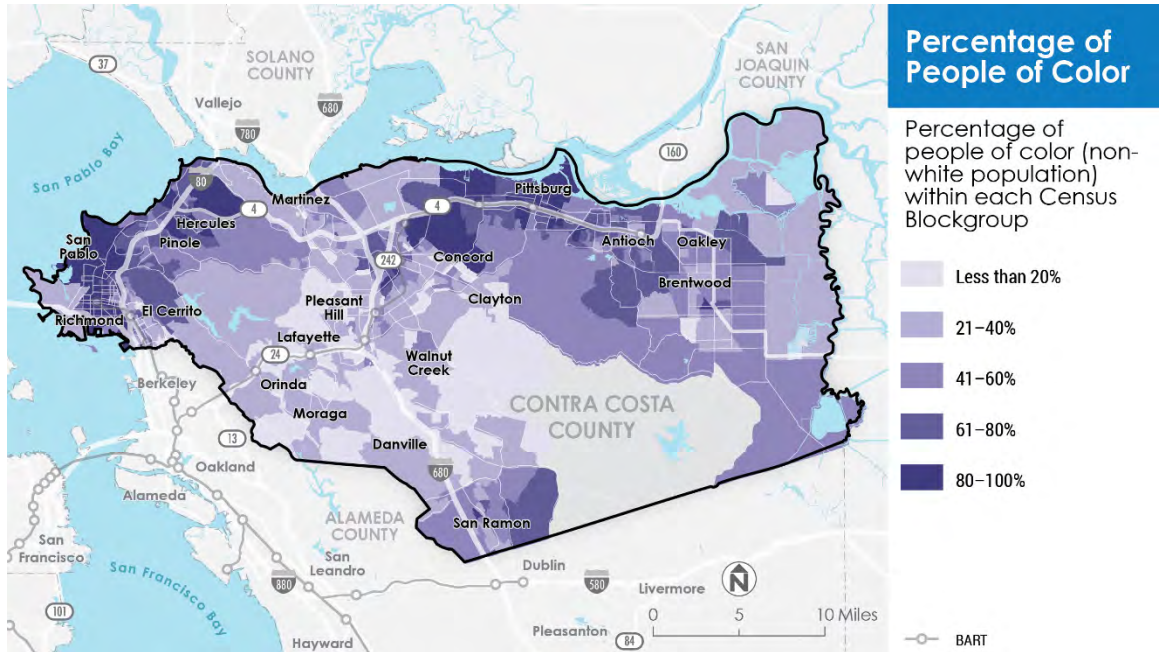 Percentage of
People of Color
Percentage of
people of color (non-
white population)
within each Census
Blockgroup
Less than 20%
21–40%
41–60%
61–80%
80–100%
BART
SOLANO
COUNTY
SAN
JOAQUIN
COUNTY
37
Vallejo
680
780
160
San Pablo Bay
80
Martinez
4
Pittsburg
Hercules
4
San
Pablo
Pinole
Antioch
Oakley
242
Concord
Brentwood
Richmond
El Cerrito
Pleasant
Hill
Clayton
Lafayette
24
Walnut
Creek
Berkeley
Orinda
Moraga
CONTRA COSTA
COUNTY
13
Danville
Oakland
680
Alameda
ALAMEDA
COUNTY
San Ramon
San
Francisco
San
Leandro
Dublin
San Francisco Bay
880
580
Livermore
N
101
0 5 10 Miles
Hayward
Pleasanton
84